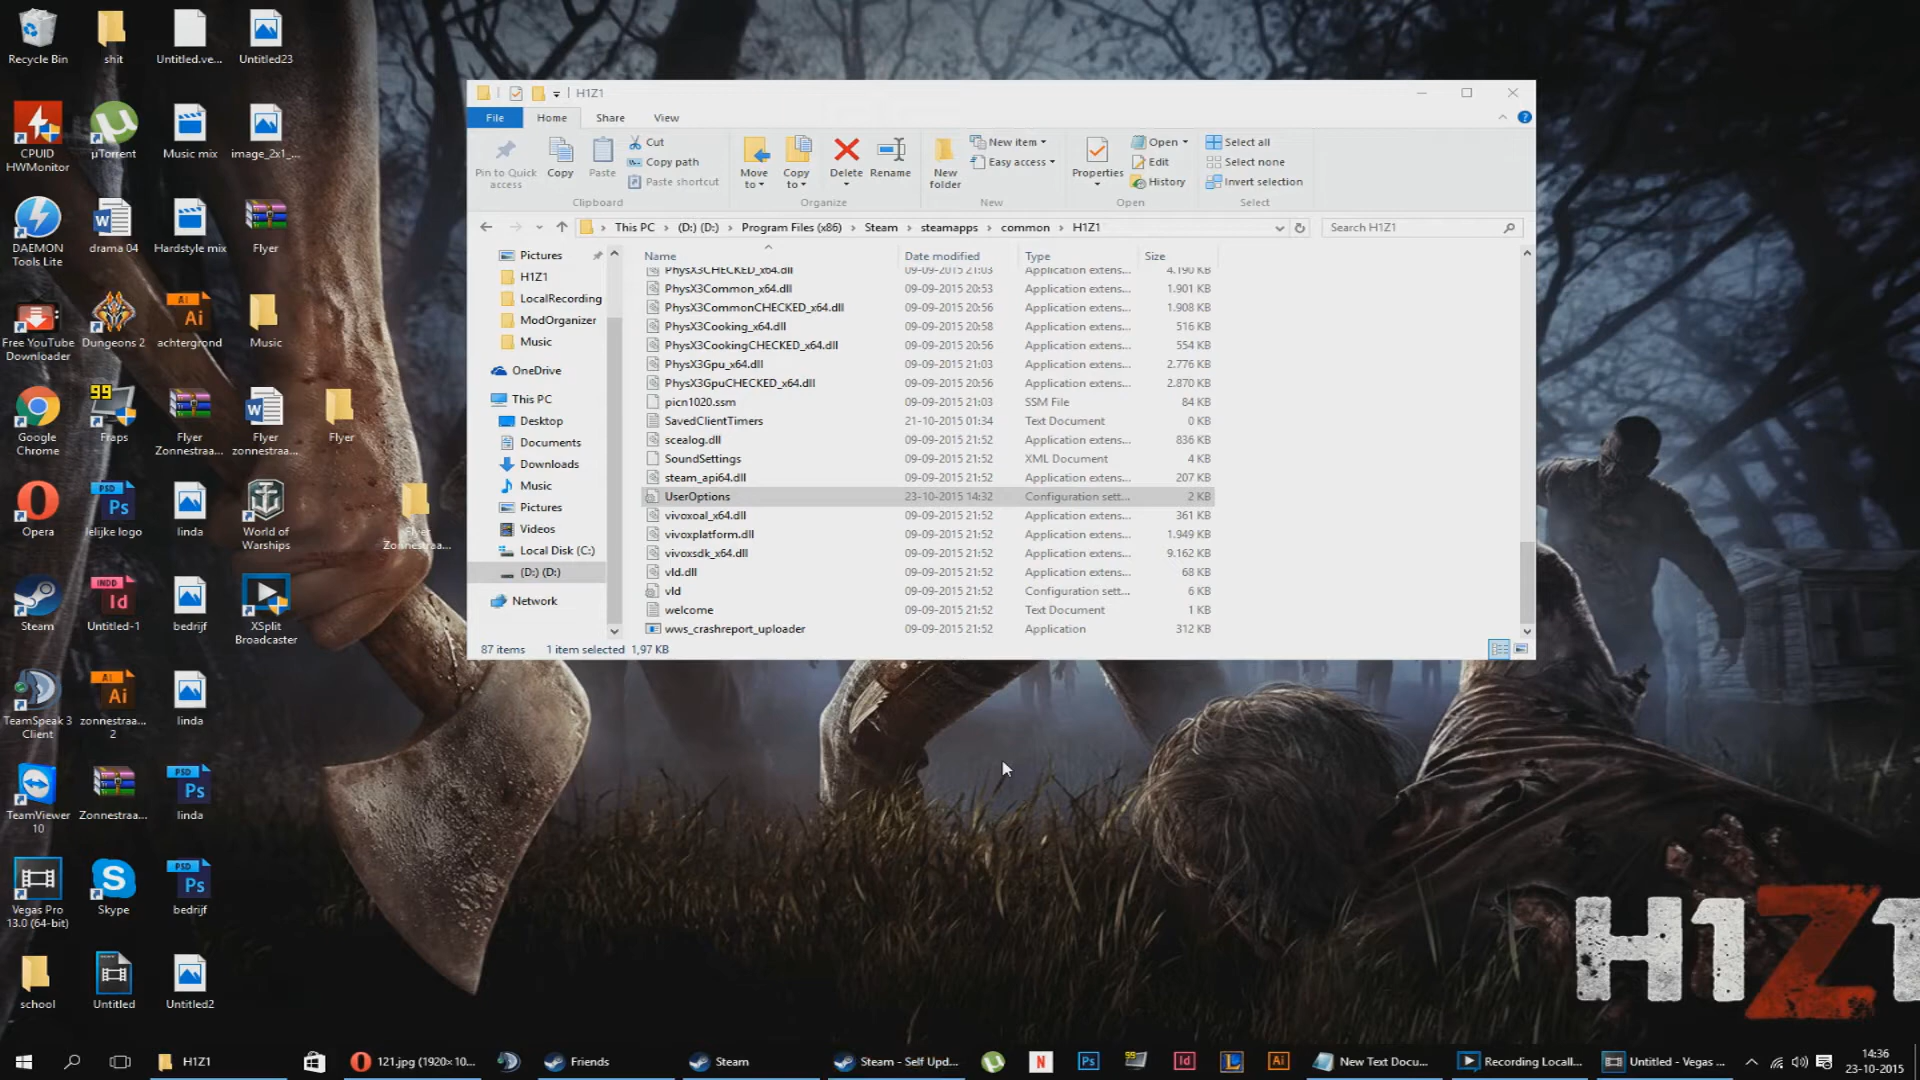 Recycle Bin
shit
Untitled.ve...
Untitled23
CPUID
HWMonitor
µTorrent
Music mix
image_2x1_...
DAEMON
Tools Lite
drama 04
Hardstyle mix
Flyer
Free YouTube
Downloader
Dungeons 2
achtergrond
Music
Google
Chrome
99
Fraps
Flyer
Zonnestraa...
Flyer
zonnestraa...
Flyer
Opera
lelijke logo
linda
World of
Warships
Flyer
Zonnestraa...
Steam
Untitled-1
bedrijf
XSplit
Broadcaster
TeamSpeak 3
Client
zonnestraa...
2
linda
TeamViewer
10
Zonnestraa...
linda
Vegas Pro
13.0 (64-bit)
Skype
bedrijf
school
Untitled
Untitled2
H1Z1
File
Home
Share
View
Pin to Quick
access
Copy
Paste
Cut
Copy path
Paste shortcut
Clipboard
Move
to
Copy
to
Delete
Rename
Organize
New
folder
New item
Easy access
New
Properties
Open
Edit
History
Open
Select all
Select none
Invert selection
Select
This PC
(D:) (D:)
Program Files (x86)
Steam
steamapps
common
H1Z1
Search H1Z1
Pictures
H1Z1
LocalRecording
ModOrganizer
Music
OneDrive
This PC
Desktop
Documents
Downloads
Music
Pictures
Videos
Local Disk (C:)
(D:) (D:)
Network
Name Date modified Type Size
PhysX3CHECKED_x64.dll 09-09-2015 21:03 Application extens... 4.190 KB
PhysX3Common_x64.dll 09-09-2015 20:53 Application extens... 1.901 KB
PhysX3CommonCHECKED_x64.dll 09-09-2015 20:56 Application extens... 1.908 KB
PhysX3Cooking_x64.dll 09-09-2015 20:58 Application extens... 516 KB
PhysX3CookingCHECKED_x64.dll 09-09-2015 20:56 Application extens... 554 KB
PhysX3Gpu_x64.dll 09-09-2015 21:03 Application extens... 2.776 KB
PhysX3GpuCHECKED_x64.dll 09-09-2015 20:56 Application extens... 2.870 KB
picn1020.ssm 09-09-2015 21:03 SSM File 84 KB
SavedClientTimers 21-10-2015 01:34 Text Document 0 KB
scealog.dll 09-09-2015 21:52 Application extens... 836 KB
SoundSettings 09-09-2015 21:52 XML Document 4 KB
steam_api64.dll 09-09-2015 21:52 Application extens... 207 KB
UserOptions 23-10-2015 14:32 Configuration sett... 2 KB
vivoxoal_x64.dll 09-09-2015 21:52 Application extens... 361 KB
vivoxplatform.dll 09-09-2015 21:52 Application extens... 1.949 KB
vivoxsdk_x64.dll 09-09-2015 21:52 Application extens... 9.162 KB
vld.dll 09-09-2015 21:52 Application extens... 68 KB
vld 09-09-2015 21:52 Configuration sett... 6 KB
welcome 09-09-2015 21:52 Text Document 1 KB
wws_crashreport_uploader 09-09-2015 21:52 Application 312 KB
87 items 1 item selected 1,97 KB
H1Z1
H1Z1
121.jpg (1920×10...
Friends
Steam
Steam - Self Upd...
New Text Docu...
Recording Locall...
Untitled - Vegas ...
14:36
23-10-2015